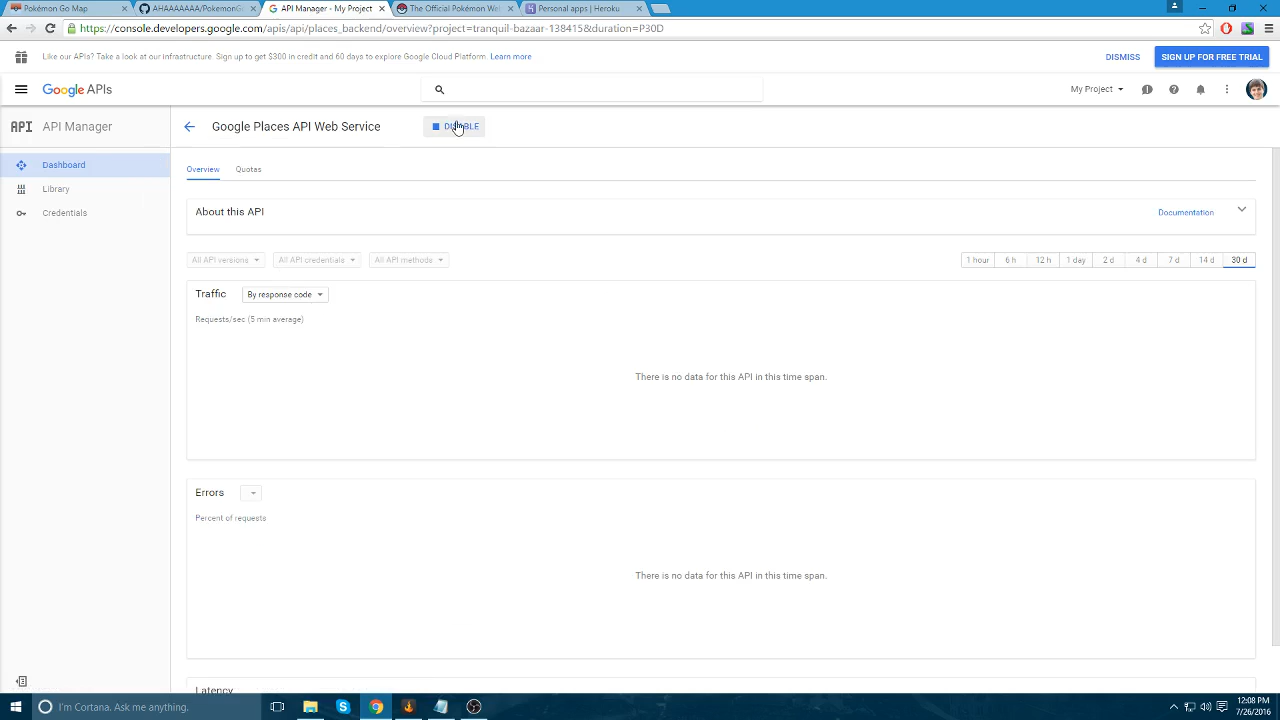 Pokémon Go Map
AHAAAAAAA/PokemonG
API Manager - My Project
The Official Pokémon Web
Personal apps | Heroku
https://console.developers.google.com/apis/api/places_backend/overview?project=tranquil-bazaar-138415&duration=P30D
Like our APIs? Take a look at our infrastructure. Sign up to get $300 in credit and 60 days to explore Google Cloud Platform. Learn more
DISMISS
SIGN UP FOR FREE TRIAL
Google APIs
My Project
API API Manager
Google Places API Web Service
DISABLE
Dashboard
Library
Credentials
Overview
Quotas
About this API
Documentation
All API versions
All API credentials
All API methods
1 hour
6 h
12 h
1 day
2 d
4 d
7 d
14 d
30 d
Traffic
By response code
Requests/sec (5 min average)
There is no data for this API in this time span.
Errors
Percent of requests
There is no data for this API in this time span.
Latency
I'm Cortana. Ask me anything.
12:08 PM
7/26/2016